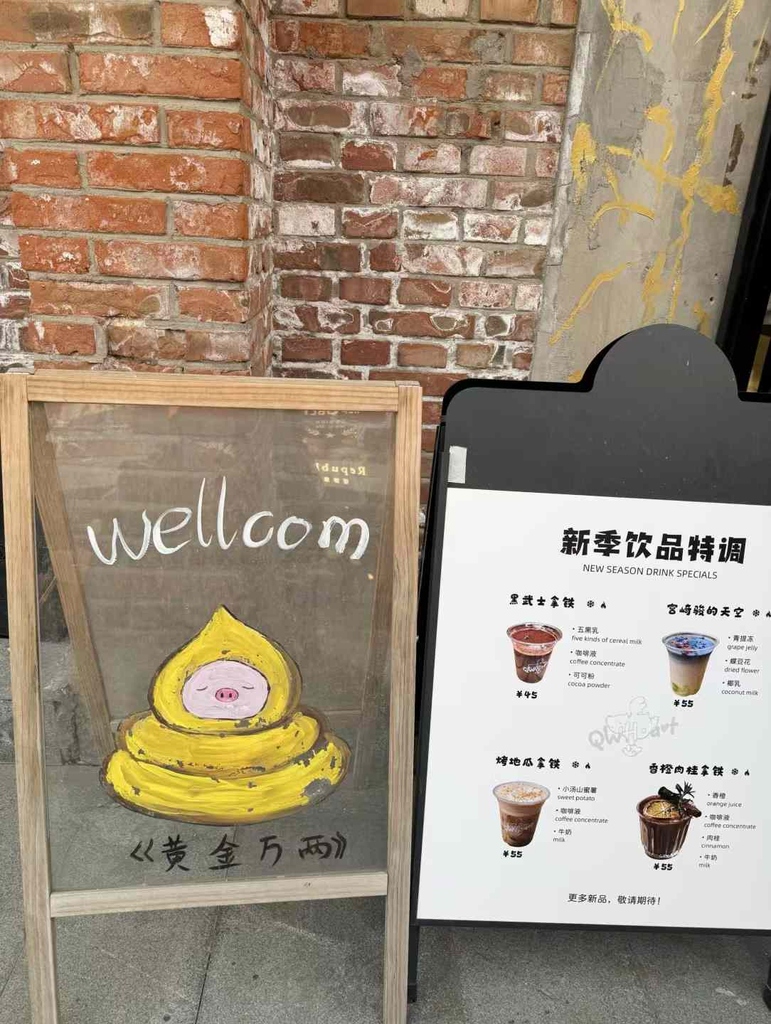 wellcom
《黄金万两》
新季饮品特调
NEW SEASON DRINK SPECIALS
黑武士拿铁
· 五黑乳
five kinds of cereal milk
· 咖啡液
coffee concentrate
· 可可粉
cocoa powder
¥45
宫崎骏的天空
· 青提冻
grape jelly
· 蝶豆花
dried flower
· 椰乳
coconut milk
¥55
烤地瓜拿铁
· 小汤山蜜薯
sweet potato
· 咖啡液
coffee concentrate
· 牛奶
milk
¥55
香橙肉桂拿铁
· 香橙
orange juice
· 咖啡液
coffee concentrate
· 肉桂
cinnamon
· 牛奶
milk
¥55
更多新品，敬请期待！